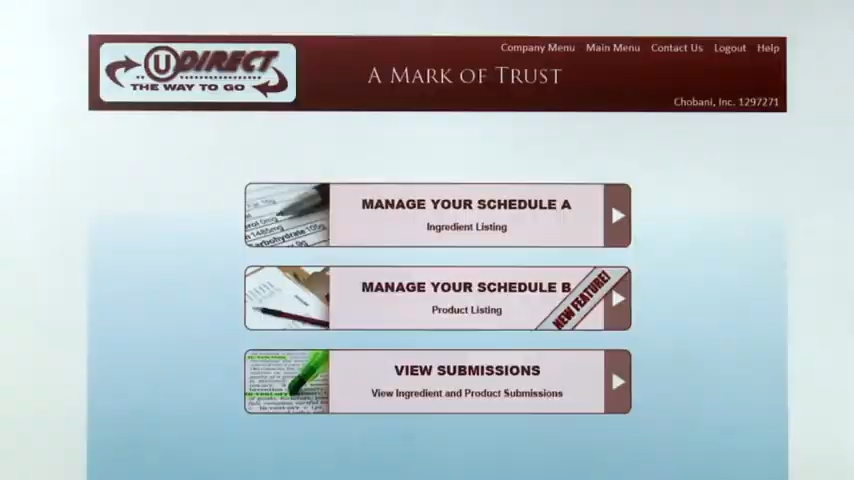 Company Menu Main Menu Contact Us Logout Help
UDIRECT
THE WAY TO GO
A MARK OF TRUST
Chobani, Inc. 1297271
MANAGE YOUR SCHEDULE A
Ingredient Listing
MANAGE YOUR SCHEDULE B
Product Listing
NEW FEATURE!
VIEW SUBMISSIONS
View Ingredient and Product Submissions